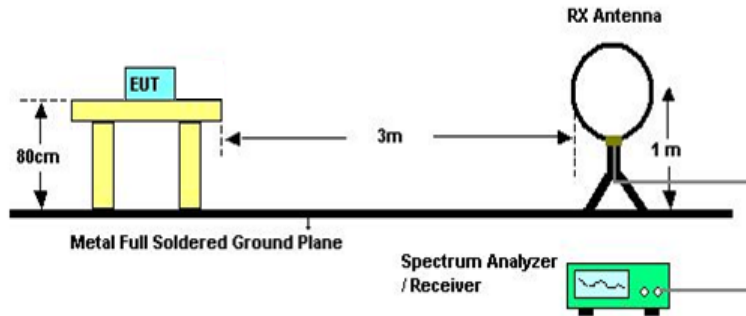 RX Antenna
EUT
80cm
3m
1 m
Metal Full Soldered Ground Plane
Spectrum Analyzer
/ Receiver